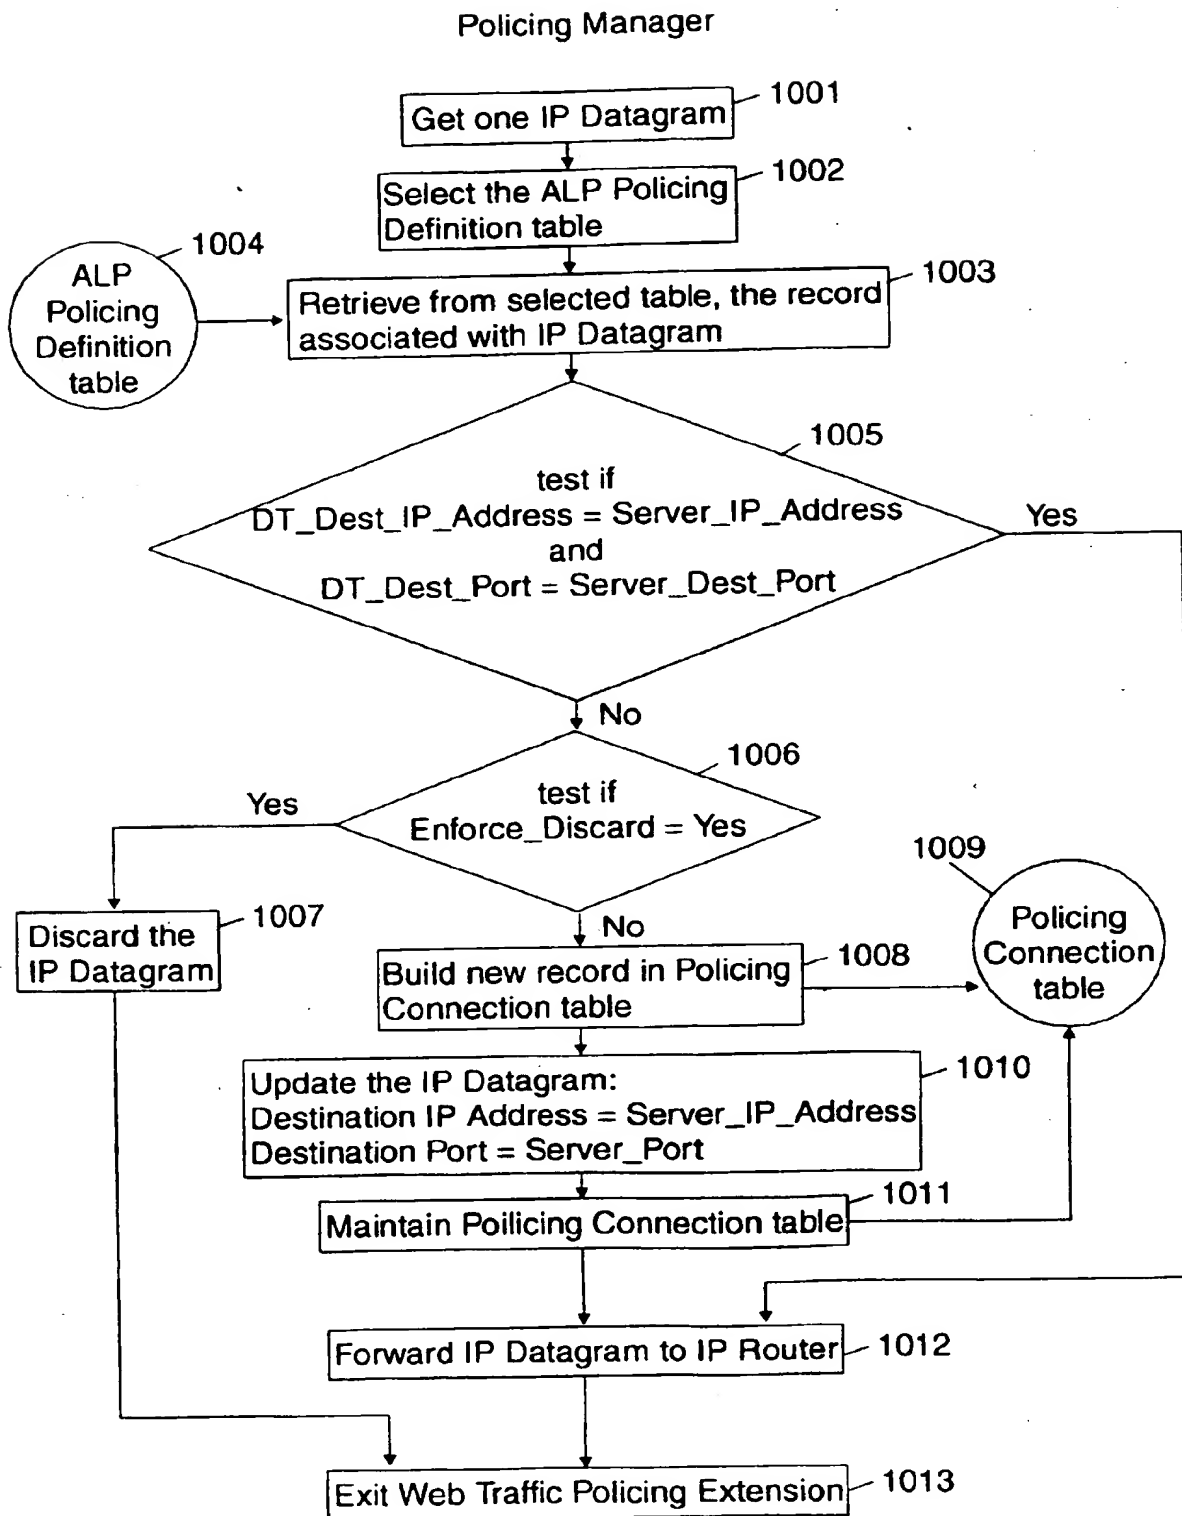 Policing Manager
1001
Get one IP Datagram
1002
Select the ALP Policing
Definition table
1004
ALP
Policing
Definition
table
1003
Retrieve from selected table, the record
associated with IP Datagram
1005
test if
DT_Dest_IP_Address = Server_IP_Address
and
DT_Dest_Port = Server_Dest_Port
Yes
No
1006
test if
Enforce_Discard = Yes
Yes
1007
Discard the
IP Datagram
No
1008
Build new record in Policing
Connection table
1009
Policing
Connection
table
1010
Update the IP Datagram:
Destination IP Address = Server_IP_Address
Destination Port = Server_Port
1011
Maintain Poilicing Connection table
Forward IP Datagram to IP Router
1012
Exit Web Traffic Policing Extension
1013